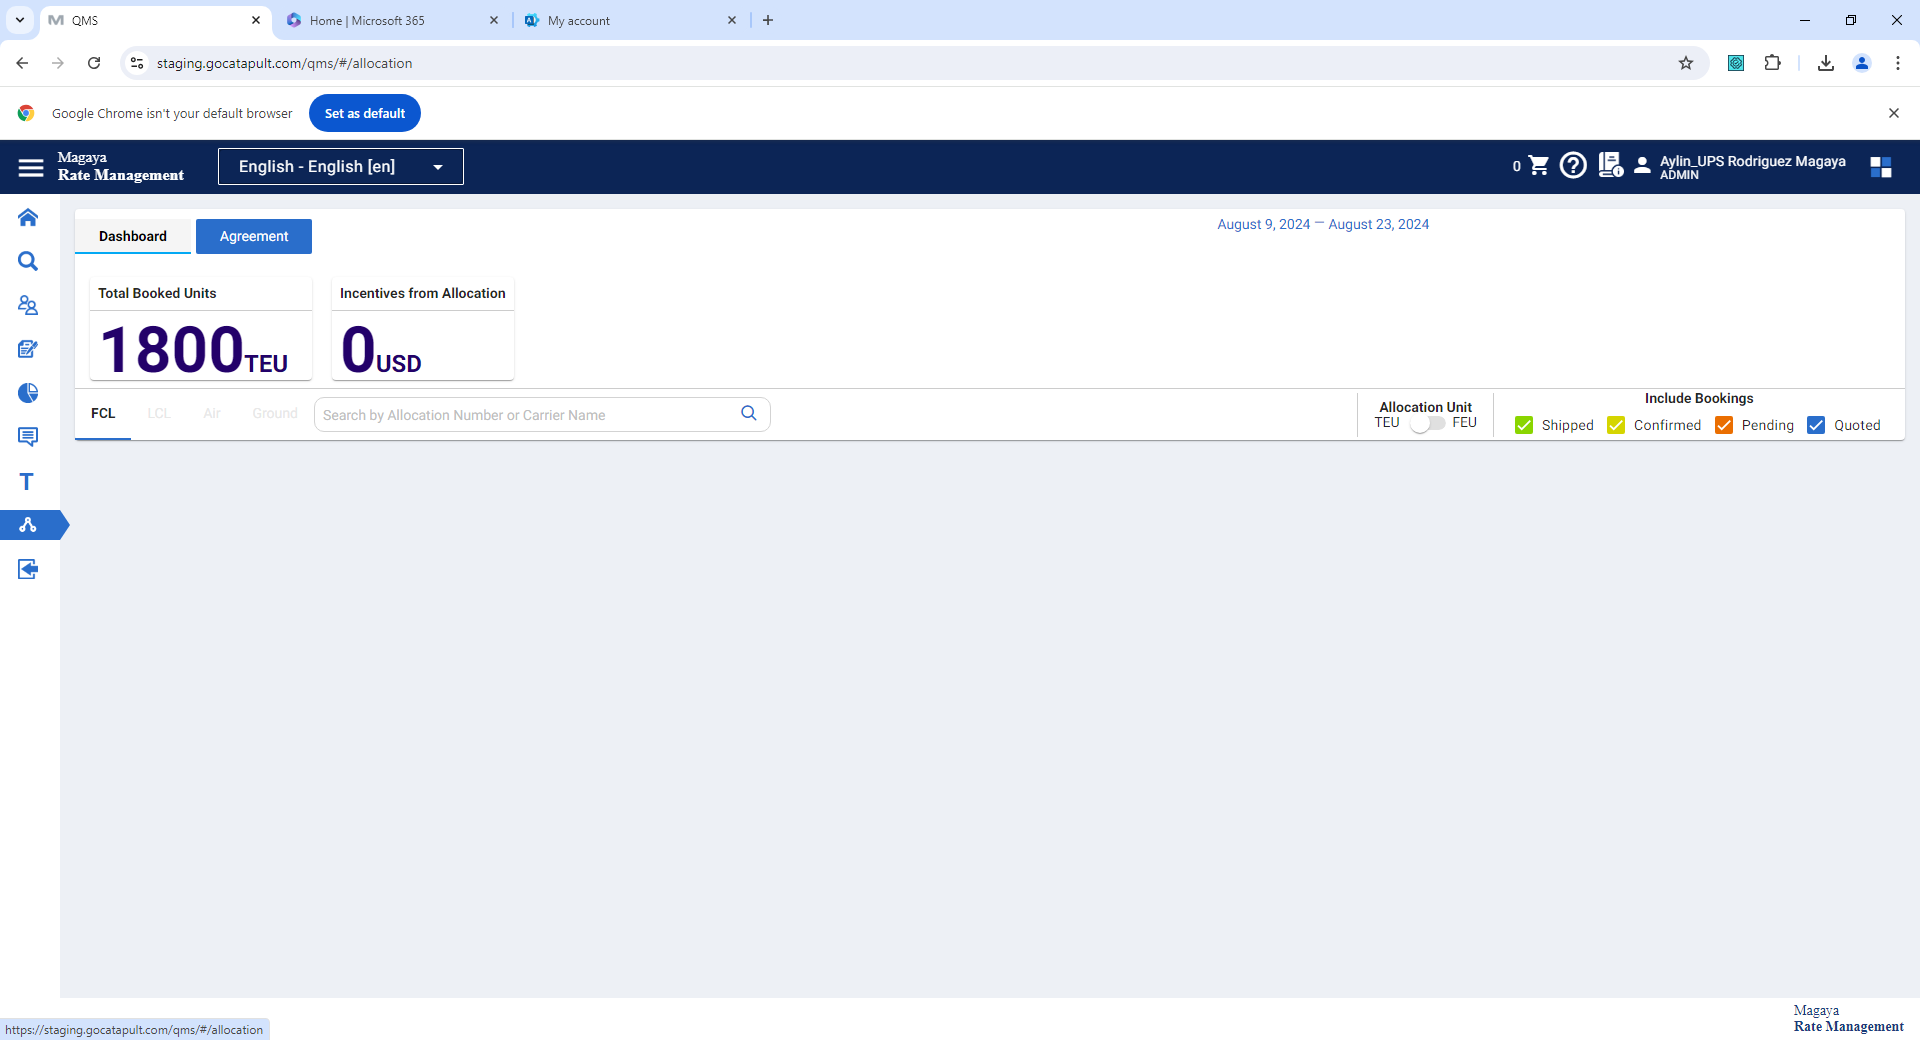 QMS
Home | Microsoft 365
My account
staging.gocatapult.com/qms/#/allocation
Google Chrome isn't your default browser
Set as default
Magaya
Rate Management
English - English [en]
0
Aylin_UPS Rodriguez Magaya
ADMIN
Dashboard
Agreement
August 9, 2024 — August 23, 2024
Total Booked Units
1800TEU
Incentives from Allocation
0USD
FCL
LCL
Air
Ground
Search by Allocation Number or Carrier Name
Allocation Unit
TEU
FEU
Include Bookings
Shipped
Confirmed
Pending
Quoted
T
https://staging.gocatapult.com/qms/#/allocation
Magaya
Rate Management